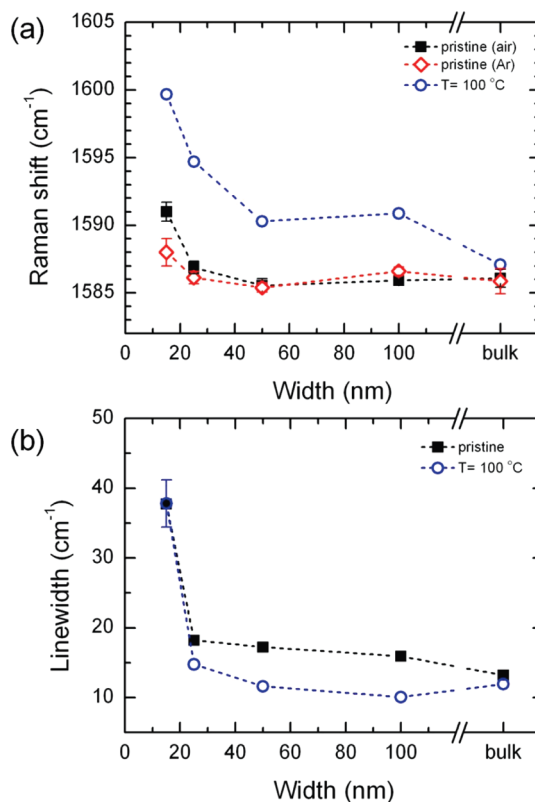 (a)
1605
1600
1595
1590
1585
Raman shift (cm⁻¹)
pristine (air)
pristine (Ar)
T= 100 °C
0 20 40 60 80 100 bulk
Width (nm)
(b)
50
40
30
20
10
Linewidth (cm⁻¹)
pristine
T= 100 °C
0 20 40 60 80 100 bulk
Width (nm)